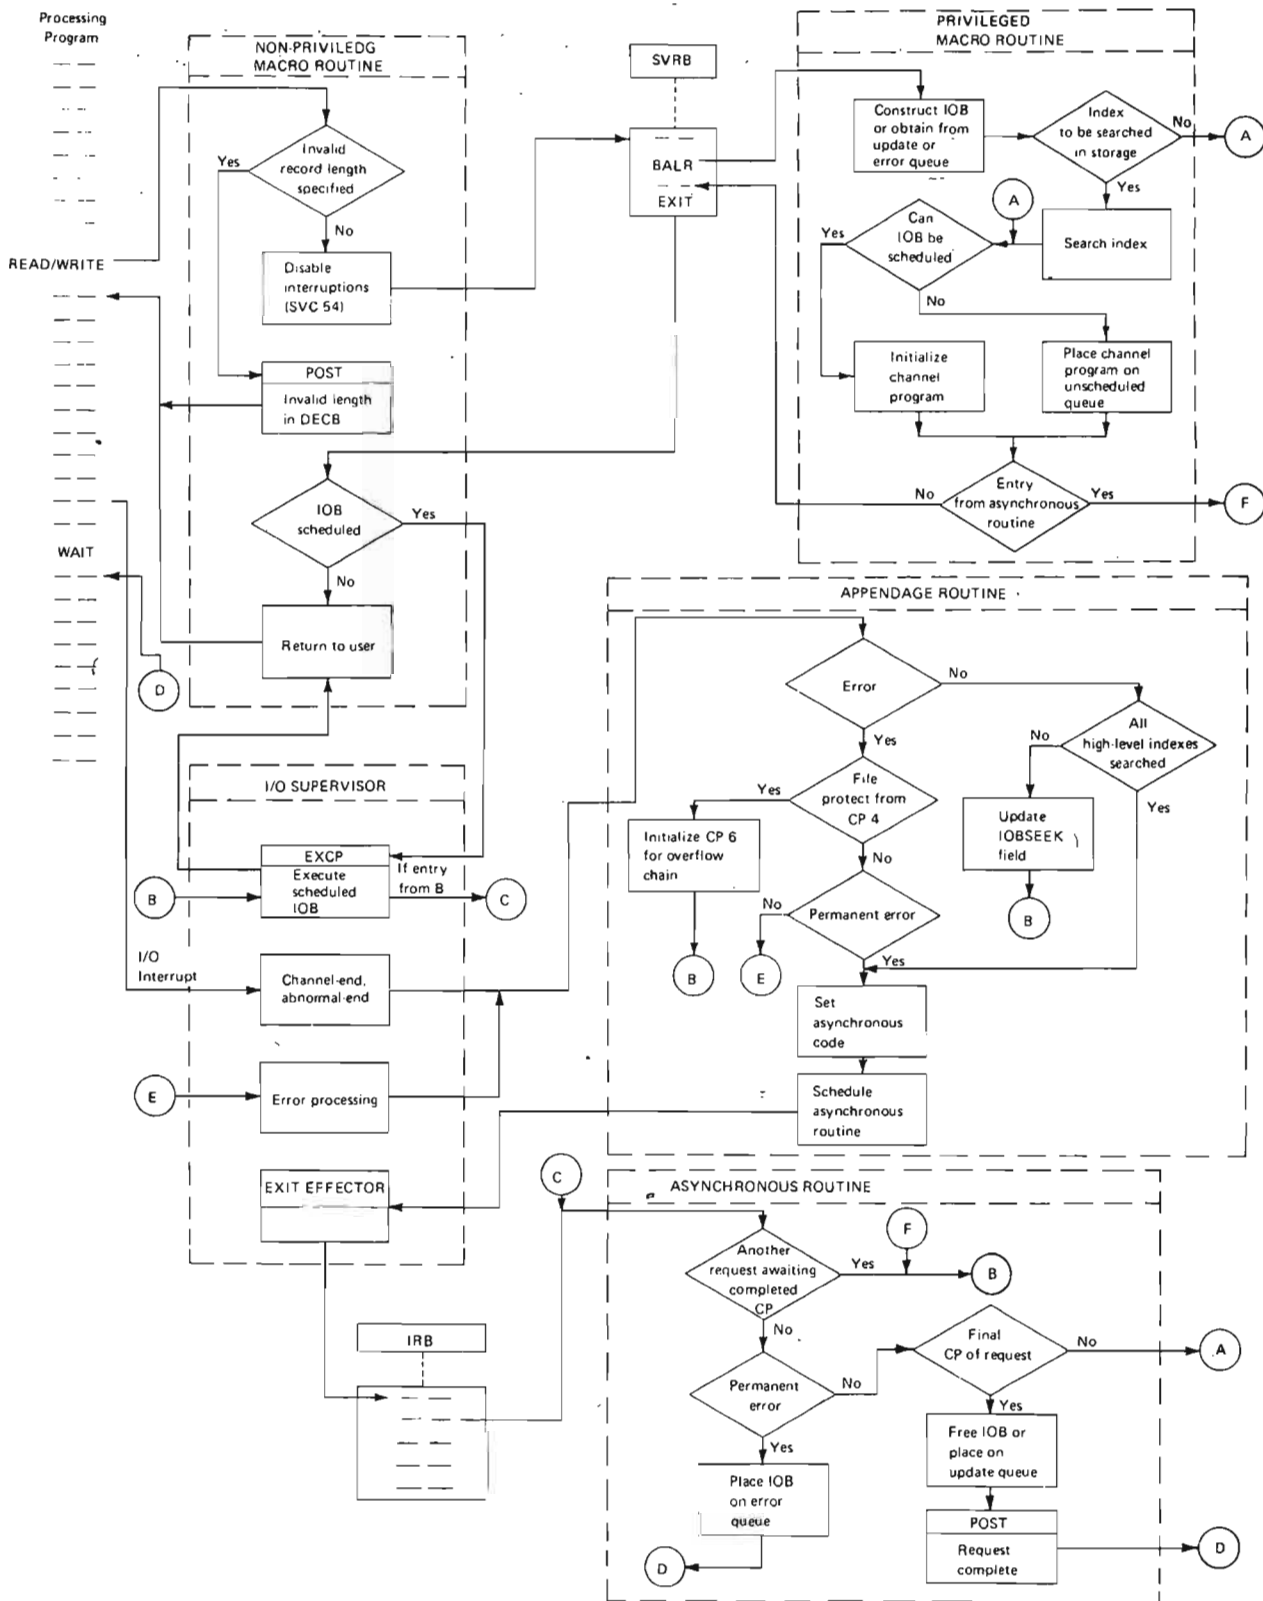 Processing
Program
READ/WRITE
WAIT
D
NON-PRIVILEDG
MACRO ROUTINE
Invalid
record length
specified
Yes
No
Disable
interruptions
(SVC 54)
POST
Invalid length
in DECB
IOB
scheduled
Yes
No
Return to user
SVRB
BALR
EXIT
PRIVILEGED
MACRO ROUTINE
Construct IOB
or obtain from
update or
error queue
Index
to be searched
in storage
No
A
Yes
A
Search index
Can
IOB be
scheduled
Yes
No
Initialize
channel
program
Place channel
program on
unscheduled
queue
Entry
from asynchronous
routine
No
Yes
F
I/O SUPERVISOR
EXCP
Execute
scheduled
IOB
If entry
from B
B
C
I/O
Interrupt
Channel-end,
abnormal-end
E
Error processing
EXIT EFFECTOR
IRB
APPENDAGE ROUTINE
Error
No
Yes
All
high-level indexes
searched
No
Yes
Update
IOBSEEK
field
B
File
protect from
CP 4
Yes
No
Initialize CP 6
for overflow
chain
B
Permanent error
No
E
Yes
Set
asynchronous
code
Schedule
asynchronous
routine
C
ASYNCHRONOUS ROUTINE
Another
request awaiting
completed
CP
Yes
F
B
No
Permanent
error
No
Yes
Final
CP of request
No
A
Yes
Place IOB
on error
queue
D
Free IOB or
place on
update queue
POST
Request
complete
D